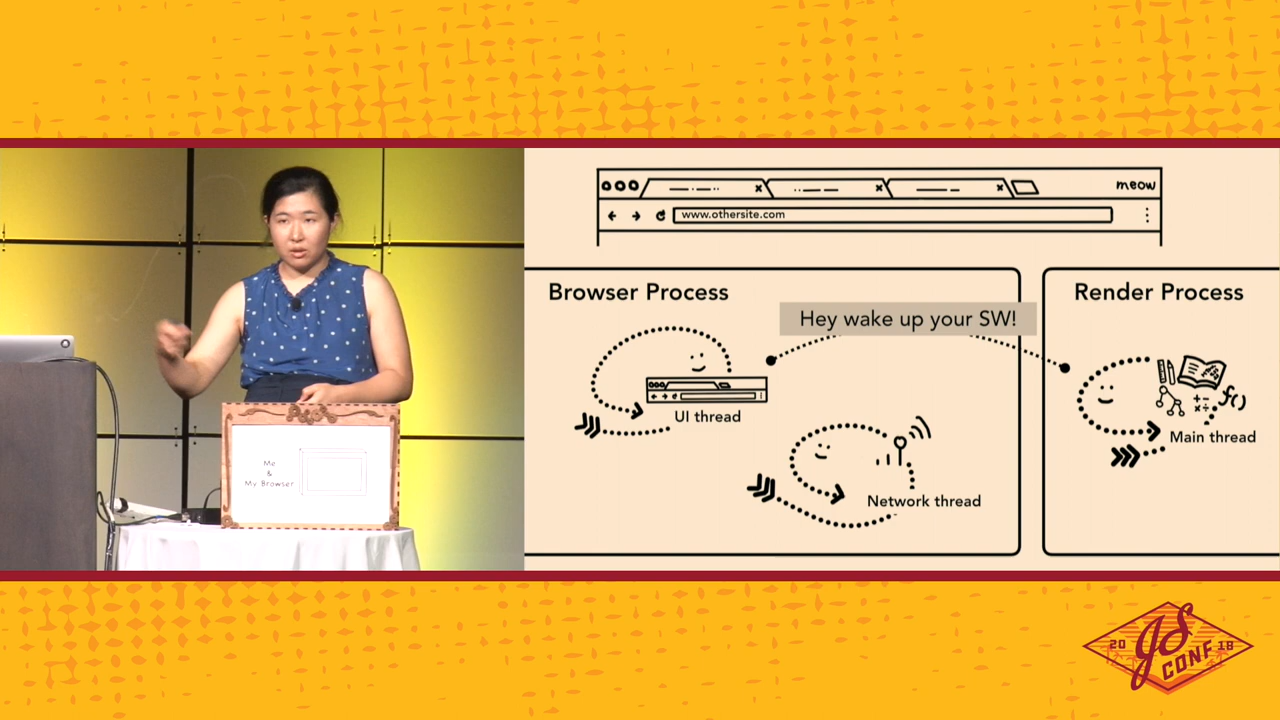 meow
www.othersite.com
Browser Process
Render Process
Hey wake up your SW!
UI thread
f()
Main thread
Network thread
Me
&
My Browser
20 JS CONF 18